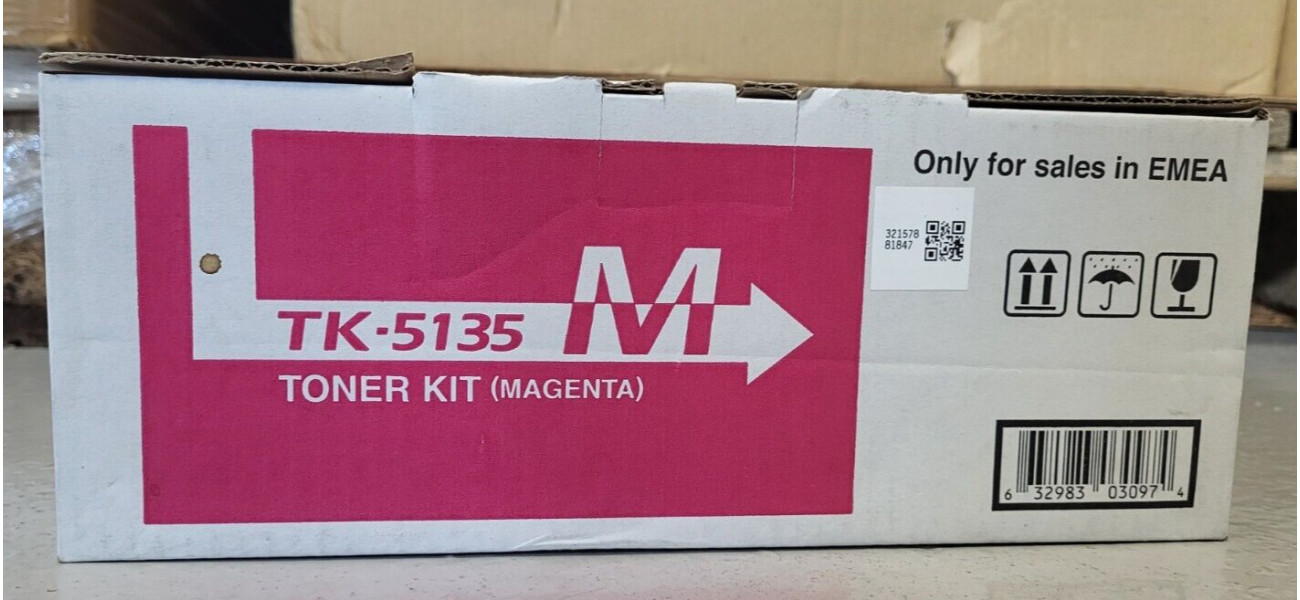 Only for sales in EMEA
321578
81847
M
TK-5135
TONER KIT (MAGENTA)
6 32983 03097 4